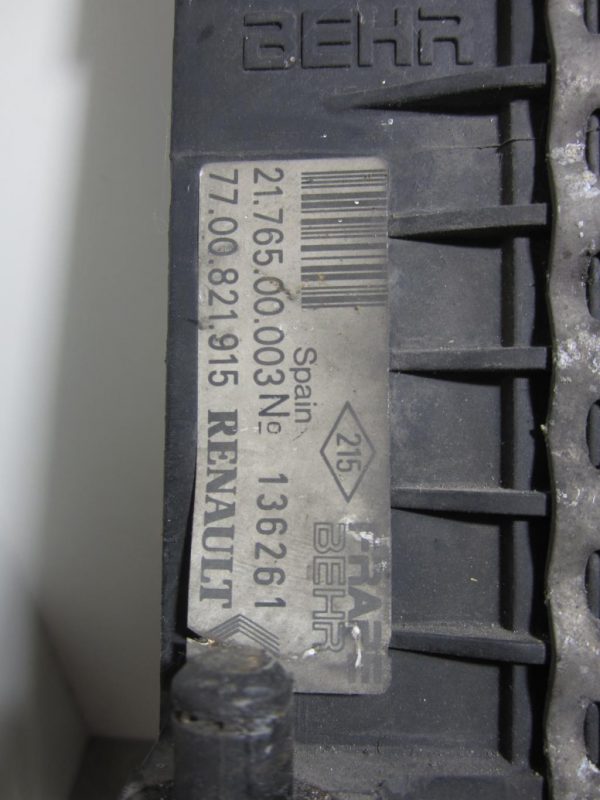 BEHR
FRAPE
BEHR
215
Spain
21.765.00.003 No 136261
77.00.821.915 RENAULT